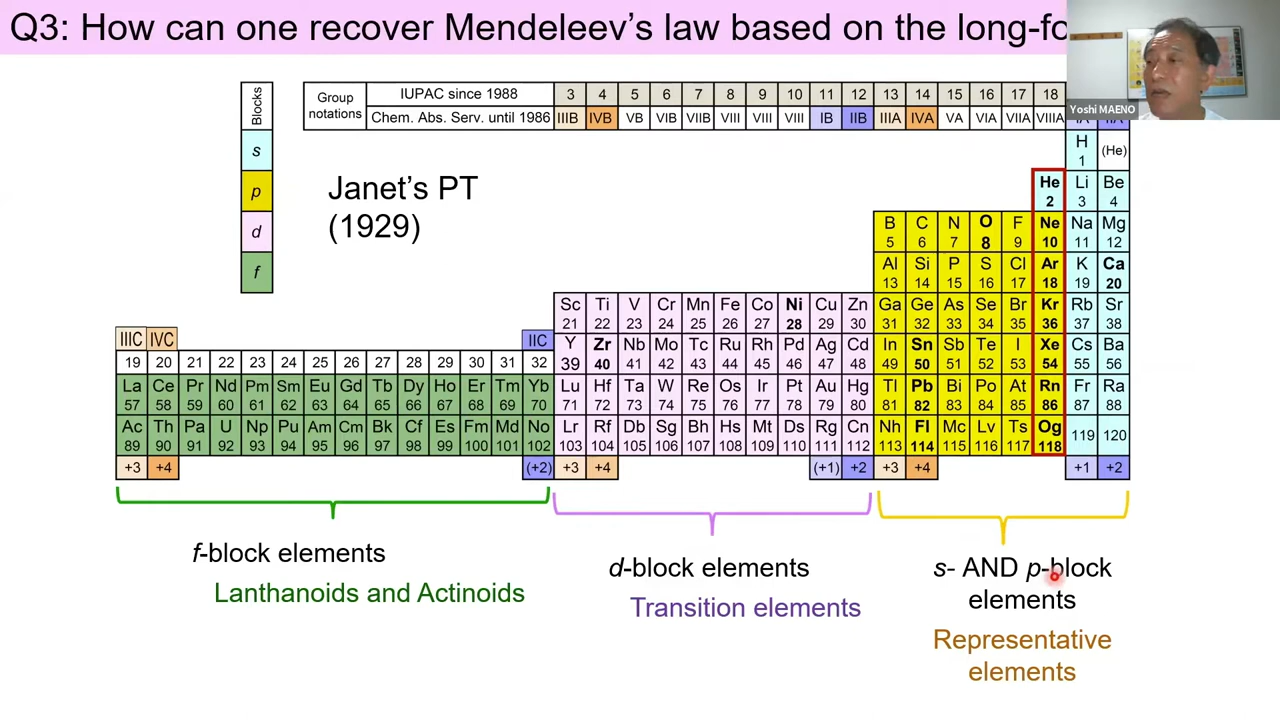 Q3: How can one recover Mendeleev's law based on the long-fo
Yoshi MAENO
Blocks
s
p
d
f
Janet's PT
(1929)
Group notations IUPAC since 1988 3 4 5 6 7 8 9 10 11 12 13 14 15 16 17 18
Chem. Abs. Serv. until 1986 IIIB IVB VB VIB VIIB VIII VIII VIII IB IIB IIIA IVA VA VIA VIIA VIIIA
H (He)
1
He Li Be
2 3 4
B C N O F Ne Na Mg
5 6 7 8 9 10 11 12
Al Si P S Cl Ar K Ca
13 14 15 16 17 18 19 20
Sc Ti V Cr Mn Fe Co Ni Cu Zn Ga Ge As Se Br Kr Rb Sr
21 22 23 24 25 26 27 28 29 30 31 32 33 34 35 36 37 38
IIIC IVC IIC Y Zr Nb Mo Tc Ru Rh Pd Ag Cd In Sn Sb Te I Xe Cs Ba
19 20 21 22 23 24 25 26 27 28 29 30 31 32 39 40 41 42 43 44 45 46 47 48 49 50 51 52 53 54 55 56
La Ce Pr Nd Pm Sm Eu Gd Tb Dy Ho Er Tm Yb Lu Hf Ta W Re Os Ir Pt Au Hg Tl Pb Bi Po At Rn Fr Ra
57 58 59 60 61 62 63 64 65 66 67 68 69 70 71 72 73 74 75 76 77 78 79 80 81 82 83 84 85 86 87 88
Ac Th Pa U Np Pu Am Cm Bk Cf Es Fm Md No Lr Rf Db Sg Bh Hs Mt Ds Rg Cn Nh Fl Mc Lv Ts Og 119 120
89 90 91 92 93 94 95 96 97 98 99 100 101 102 103 104 105 106 107 108 109 110 111 112 113 114 115 116 117 118
+3 +4 (+2) +3 +4 (+1) +2 +3 +4 +1 +2
f-block elements
Lanthanoids and Actinoids
d-block elements
Transition elements
s- AND p-block
elements
Representative
elements